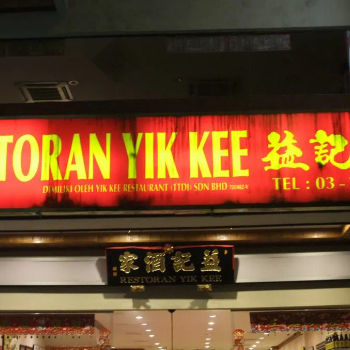 TORAN YIK KEE 益記
DIMILIKI OLEH YIK KEE RESTAURANT (TTDI) SDN BHD
TEL : 03 -
家酒記益
RESTORAN YIK KEE